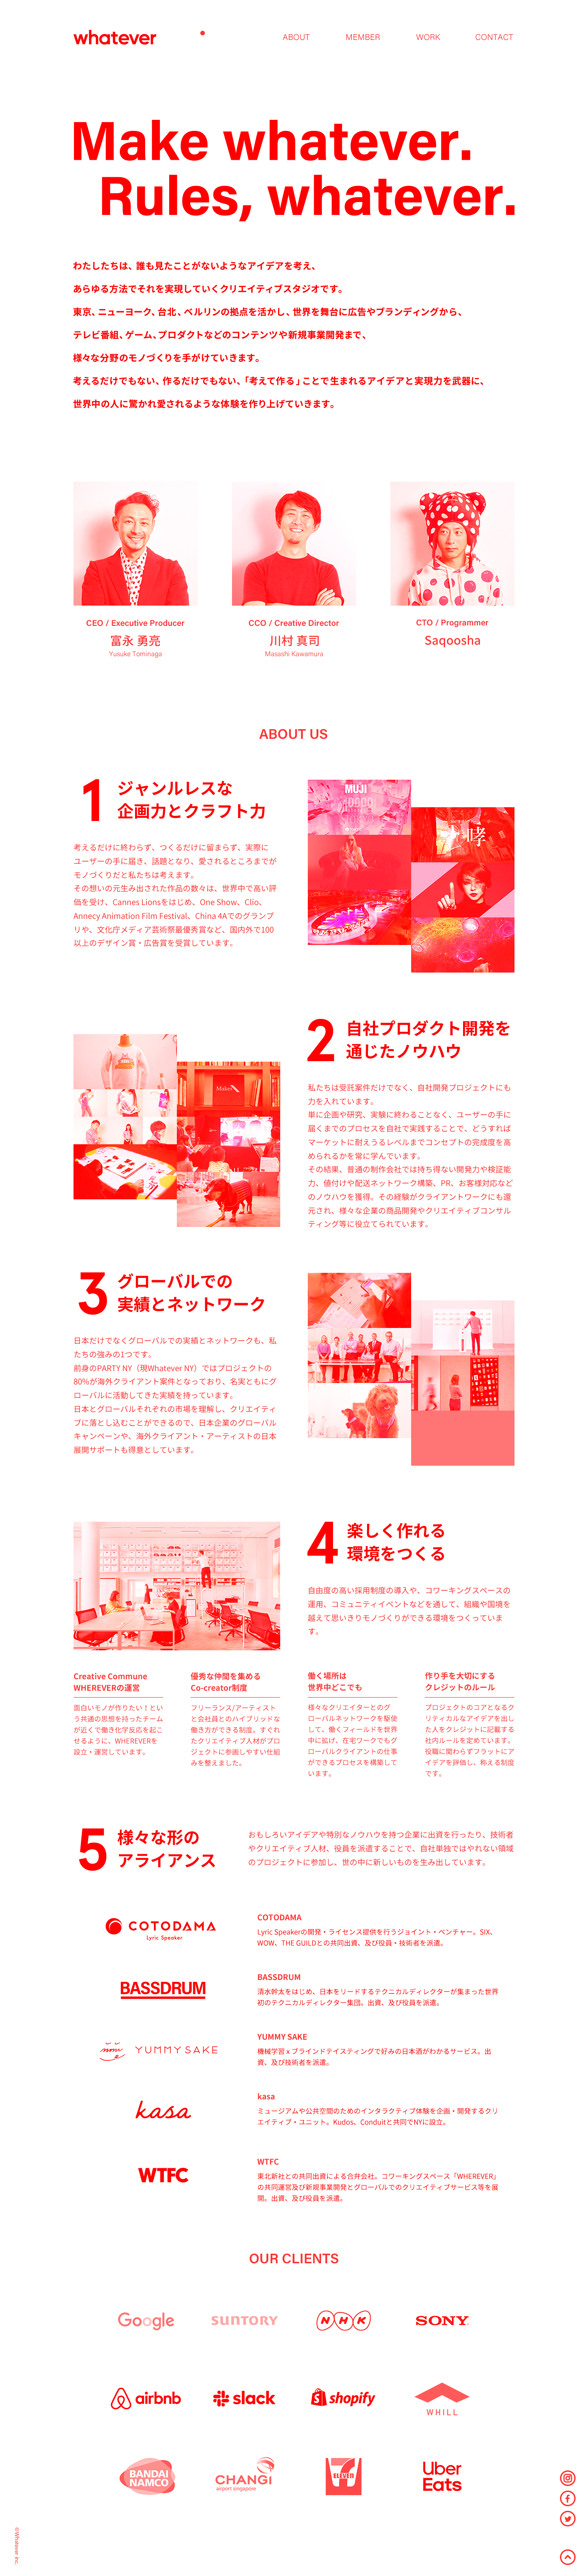 whatever
ABOUT MEMBER WORK CONTACT
Make whatever.
Rules, whatever.
わたしたちは、誰も見たことがないようなアイデアを考え、
あらゆる方法でそれを実現していくクリエイティブスタジオです。
東京、ニューヨーク、台北、ベルリンの拠点を活かし、世界を舞台に広告やブランディングから、
テレビ番組、ゲーム、プロダクトなどのコンテンツや新規事業開発まで、
様々な分野のモノづくりを手がけていきます。
考えるだけでもない、作るだけでもない、「考えて作る」ことで生まれるアイデアと実現力を武器に、
世界中の人に驚かれ愛されるような体験を作り上げていきます。
CEO / Executive Producer
富永 勇亮
Yusuke Tominaga
CCO / Creative Director
川村 真司
Masashi Kawamura
CTO / Programmer
Saqoosha
ABOUT US
1 ジャンルレスな
企画力とクラフト力
考えるだけに終わらず、つくるだけに留まらず、実際に
ユーザーの手に届き、話題となり、愛されるところまでが
モノづくりだと私たちは考えます。
その想いの元生み出された作品の数々は、世界中で高い評
価を受け、Cannes Lionsをはじめ、One Show、Clio、
Annecy Animation Film Festival、China 4Aでのグランプ
リや、文化庁メディア芸術祭最優秀賞など、国内外で100
以上のデザイン賞・広告賞を受賞しています。
MUJI
2 自社プロダクト開発を
通じたノウハウ
私たちは受託案件だけでなく、自社開発プロジェクトにも
力を入れています。
単に企画や研究、実験に終わることなく、ユーザーの手に
届くまでのプロセスを自社で実践することで、どうすれば
マーケットに耐えうるレベルまでコンセプトの完成度を高
められるかを常に学んでいます。
その結果、普通の制作会社では持ち得ない開発力や検証能
力、値付けや配送ネットワーク構築、PR、お客様対応など
のノウハウを獲得。その経験がクライアントワークにも還
元され、様々な企業の商品開発やクリエイティブコンサル
ティング等に役立てられています。
3 グローバルでの
実績とネットワーク
日本だけでなくグローバルでの実績とネットワークも、私
たちの強みの1つです。
前身のPARTY NY（現Whatever NY）ではプロジェクトの
80%が海外クライアント案件となっており、名実ともにグ
ローバルに活動してきた実績を持っています。
日本とグローバルそれぞれの市場を理解し、クリエイティ
ブに落とし込むことができるので、日本企業のグローバル
キャンペーンや、海外クライアント・アーティストの日本
展開サポートも得意としています。
4 楽しく作れる
環境をつくる
自由度の高い採用制度の導入や、コワーキングスペースの
運用、コミュニティイベントなどを通して、組織や国境を
越えて思いきりモノづくりができる環境をつくっていま
す。
Creative Commune
WHEREVERの運営
面白いモノが作りたい！とい
う共通の思想を持ったチーム
が近くで働き化学反応を起こ
せるように、WHEREVERを
設立・運営しています。
優秀な仲間を集める
Co-creator制度
フリーランス/アーティスト
と会社員とのハイブリッドな
働き方ができる制度。すぐれ
たクリエイティブ人材がプロ
ジェクトに参画しやすい仕組
みを整えました。
働く場所は
世界中どこでも
様々なクリエイターとのグ
ローバルネットワークを駆使
して、働くフィールドを世界
中に拡げ、在宅ワークでもグ
ローバルクライアントの仕事
ができるプロセスを構築して
います。
作り手を大切にする
クレジットのルール
プロジェクトのコアとなるク
リティカルなアイデアを出し
た人をクレジットに記載する
社内ルールを定めています。
役職に関わらずフラットにア
イデアを評価し、称える制度
です。
5 様々な形の
アライアンス
おもしろいアイデアや特別なノウハウを持つ企業に出資を行ったり、技術者
やクリエイティブ人材、役員を派遣することで、自社単独ではやれない領域
のプロジェクトに参加し、世の中に新しいものを生み出しています。
COTODAMA
Lyric Speaker
COTODAMA
Lyric Speakerの開発・ライセンス提供を行うジョイント・ベンチャー。SIX、
WOW、THE GUILDとの共同出資、及び役員・技術者を派遣。
BASSDRUM
BASSDRUM
清水幹太をはじめ、日本をリードするテクニカルディレクターが集まった世界
初のテクニカルディレクター集団。出資、及び役員を派遣。
YUMMY SAKE
YUMMY SAKE
機械学習 x ブラインドテイスティングで好みの日本酒がわかるサービス。出
資、及び技術者を派遣。
kasa
kasa
ミュージアムや公共空間のためのインタラクティブ体験を企画・開発するクリ
エイティブ・ユニット。Kudos、Conduitと共同でNYに設立。
WTFC
WTFC
東北新社との共同出資による合弁会社。コワーキングスペース「WHEREVER」
の共同運営及び新規事業開発とグローバルでのクリエイティブサービス等を展
開。出資、及び役員を派遣。
OUR CLIENTS
Google SUNTORY NHK SONY
airbnb slack shopify WHILL
BANDAI
NAMCO
CHANGI
airport singapore
7
ELEVEN
Uber
Eats
©Whatever Inc.